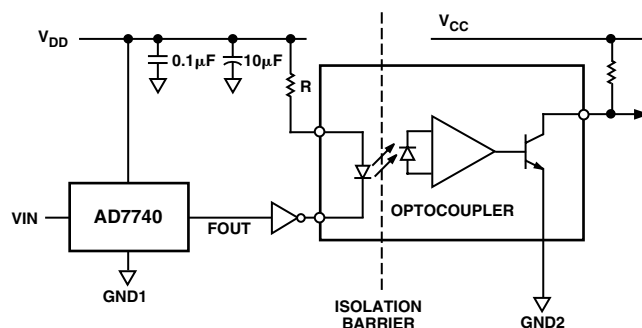 VDD
0.1µF
10µF
R
VCC
VIN
AD7740
FOUT
GND1
OPTOCOUPLER
ISOLATION
BARRIER
GND2